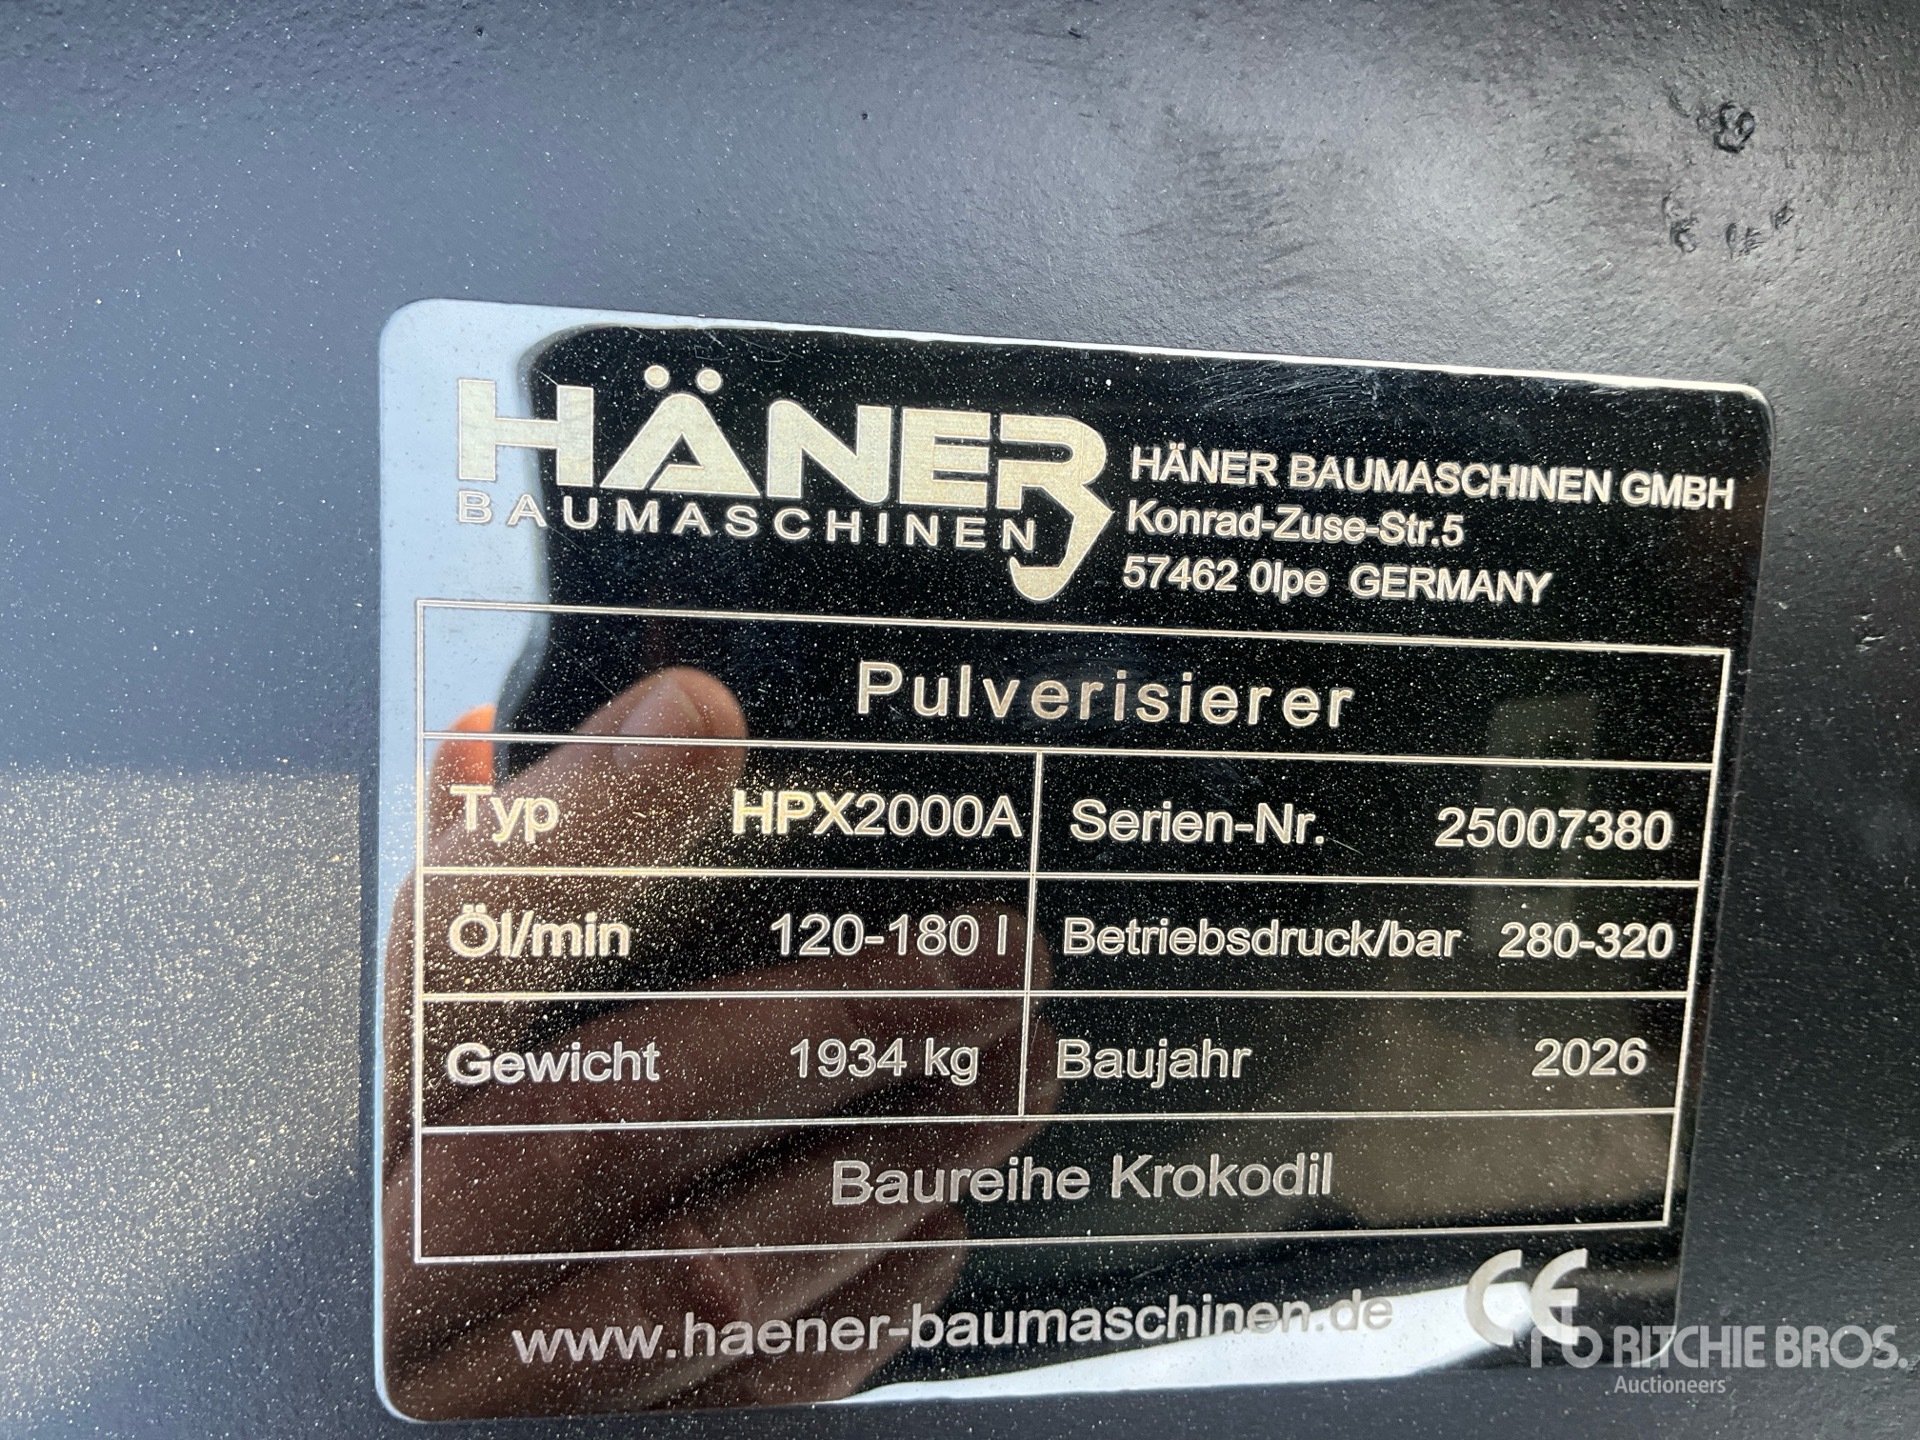 HÄNER
BAUMASCHINEN
HÄNER BAUMASCHINEN GMBH
Konrad-Zuse-Str.5
57462 Olpe GERMANY
Pulverisierer
Typ HPX2000A Serien-Nr. 25007380
Öl/min 120-180 l Betriebsdruck/bar 280-320
Gewicht 1934 kg Baujahr 2026
Baureihe Krokodil
www.haener-baumaschinen.de CE
RITCHIE BROS.
Auctioneers